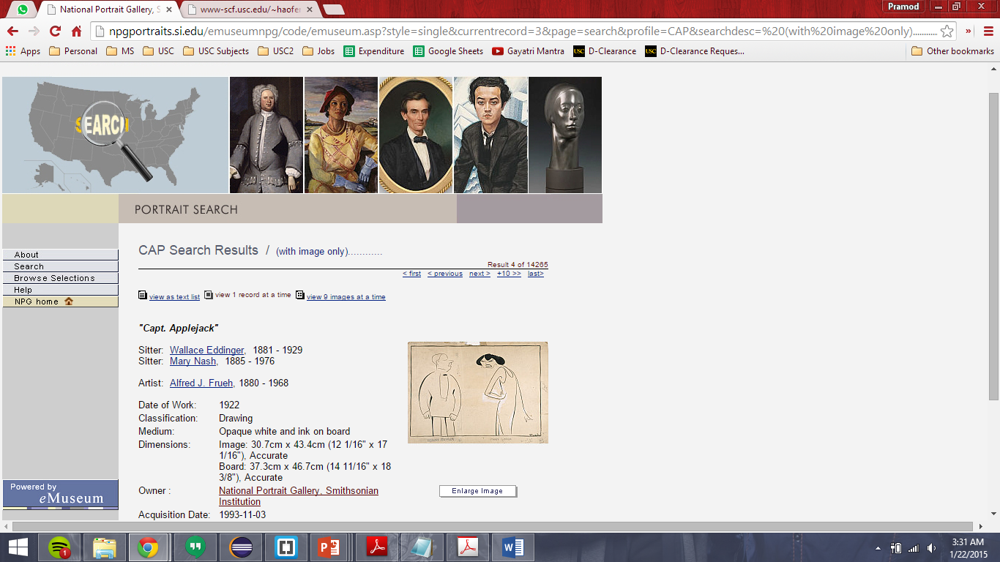 National Portrait Gallery, S
www-scf.usc.edu/~haofe
Pramod
npgportraits.si.edu/emuseumnpg/code/emuseum.asp?style=single&currentrecord=3&page=search&profile=CAP&searchdesc=%20(with%20image%20only)...........
Apps Personal MS USC USC Subjects USC2 Jobs Expenditure Google Sheets Gayatri Mantra USC D-Clearance USC D-Clearance Reques... Other bookmarks
SEARCH
PORTRAIT SEARCH
About
Search
Browse Selections
Help
NPG home
CAP Search Results / (with image only)............
Result 4 of 14265
< first < previous next > +10 >> last>
view as text list view 1 record at a time view 9 images at a time
"Capt. Applejack"
Sitter: Wallace Eddinger, 1881 - 1929
Sitter: Mary Nash, 1885 - 1976
Artist: Alfred J. Frueh, 1880 - 1968
Date of Work: 1922
Classification: Drawing
Medium: Opaque white and ink on board
Dimensions: Image: 30.7cm x 43.4cm (12 1/16" x 17
1/16"), Accurate
Board: 37.3cm x 46.7cm (14 11/16" x 18
3/8"), Accurate
Owner : National Portrait Gallery, Smithsonian
Institution
Acquisition Date: 1993-11-03
Enlarge Image
Powered by
eMuseum
1
3:31 AM
1/22/2015